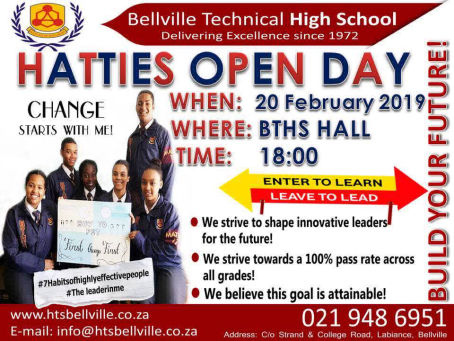 Bellville Technical High School
Delivering Excellence since 1972
HATTIES OPEN DAY
CHANGE
STARTS WITH ME!
WHEN: 20 February 2019
WHERE: BTHS HALL
TIME: 18:00
BUILD YOUR FUTURE!
ENTER TO LEARN
LEAVE TO LEAD
• We strive to shape innovative leaders
for the future!
• We strive towards a 100% pass rate across
all grades!
• We believe this goal is attainable!
First things First
#7Habitsofhighlyeffectivepeople
#The leaderinme
www.htsbellville.co.za
E-mail: info@htsbellville.co.za
021 948 6951
Address: C/o Strand & College Road, Labiance, Bellville